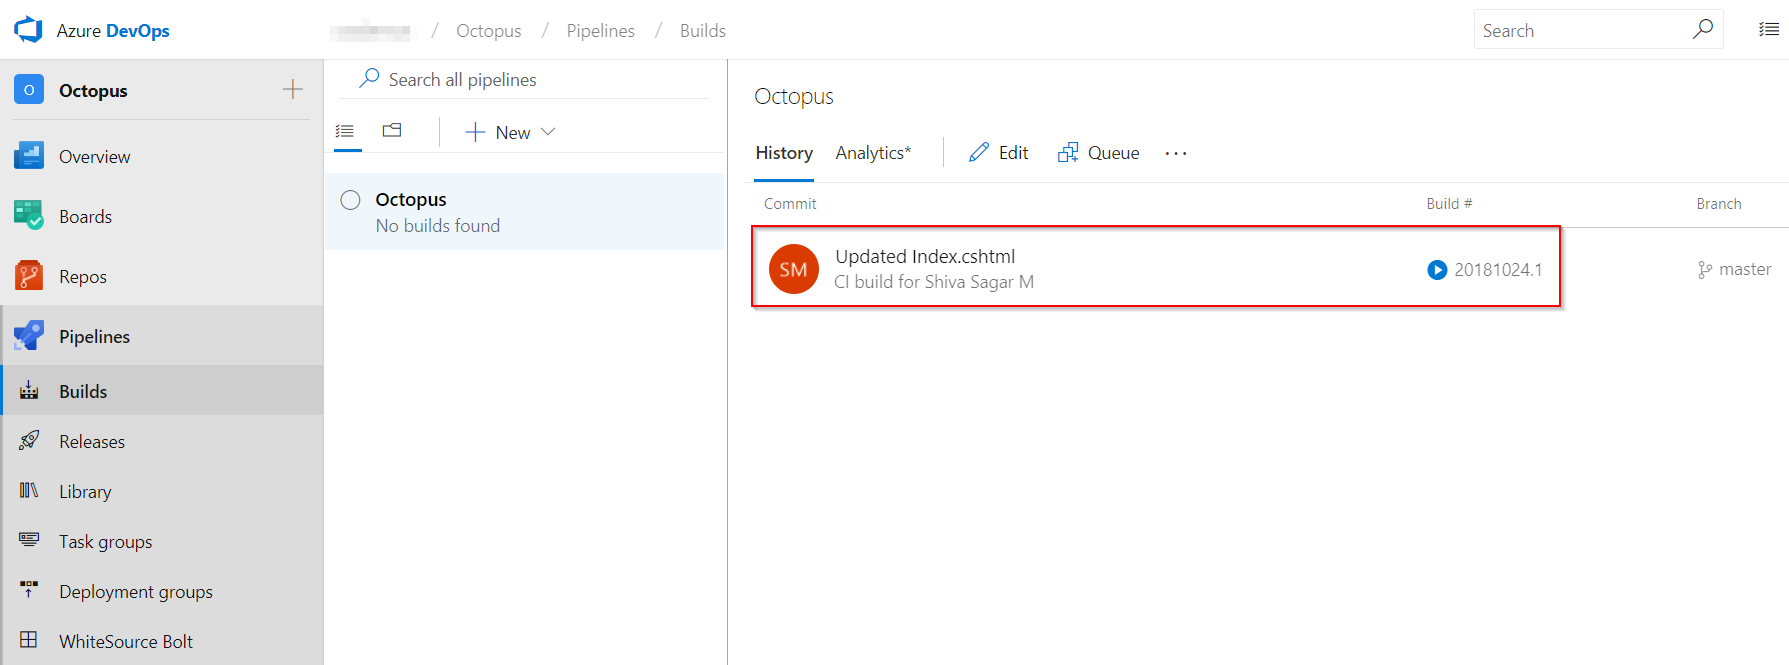 Azure DevOps
/ Octopus / Pipelines / Builds
Search
O Octopus
Overview
Boards
Repos
Pipelines
Builds
Releases
Library
Task groups
Deployment groups
WhiteSource Bolt
Search all pipelines
New
Octopus
No builds found
Octopus
History Analytics* Edit Queue ...
Commit Build # Branch
SM
Updated Index.cshtml
CI build for Shiva Sagar M
20181024.1
master